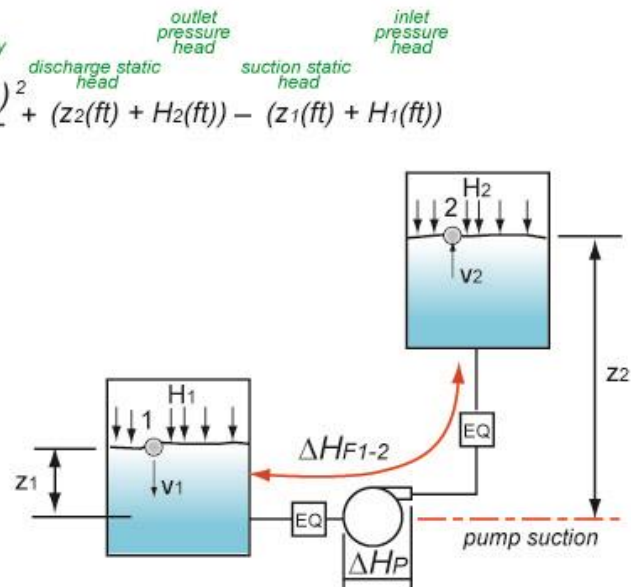 outlet pressure head
inlet pressure head
discharge static head
suction static head
)² + (z2(ft) + H2(ft)) – (z1(ft) + H1(ft))
H2
2
v2
z2
H1
1
v1
z1
ΔHF1-2
EQ
EQ
pump suction
ΔHP